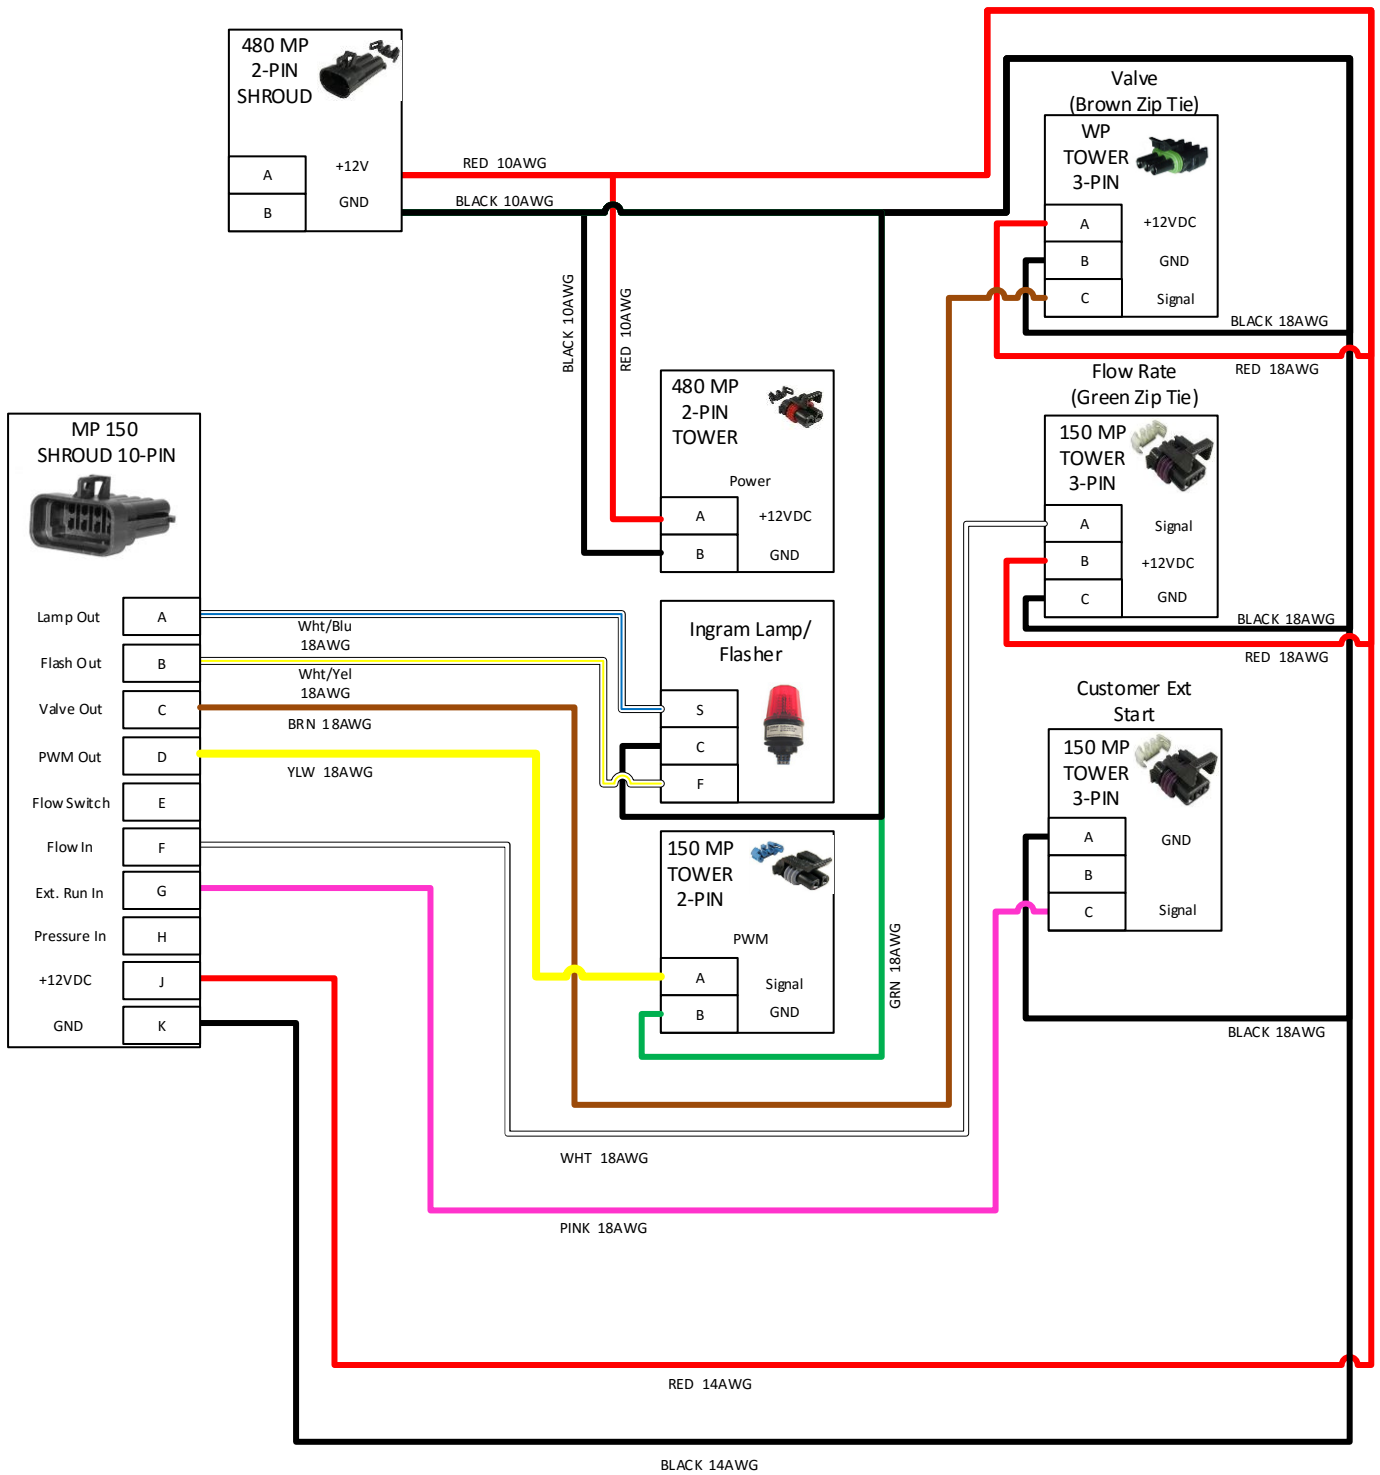 480 MP
2-PIN
SHROUD
A
+12V
B
GND
RED 10AWG
BLACK 10AWG
BLACK 10AWG
RED 10AWG
Valve
(Brown Zip Tie)
WP
TOWER
3-PIN
A
+12VDC
B
GND
C
Signal
BLACK 18AWG
RED 18AWG
480 MP
2-PIN
TOWER
Power
A
+12VDC
B
GND
Flow Rate
(Green Zip Tie)
150 MP
TOWER
3-PIN
A
Signal
B
+12VDC
C
GND
BLACK 18AWG
RED 18AWG
MP 150
SHROUD 10-PIN
Lamp Out
A
Flash Out
B
Valve Out
C
PWM Out
D
Flow Switch
E
Flow In
F
Ext. Run In
G
Pressure In
H
+12VDC
J
GND
K
Wht/Blu
18AWG
Wht/Yel
18AWG
BRN 18AWG
YLW 18AWG
Ingram Lamp/
Flasher
S
C
F
Customer Ext
Start
150 MP
TOWER
3-PIN
A
GND
B
C
Signal
BLACK 18AWG
150 MP
TOWER
2-PIN
PWM
A
Signal
B
GND
GRN 18AWG
WHT 18AWG
PINK 18AWG
RED 14AWG
BLACK 14AWG